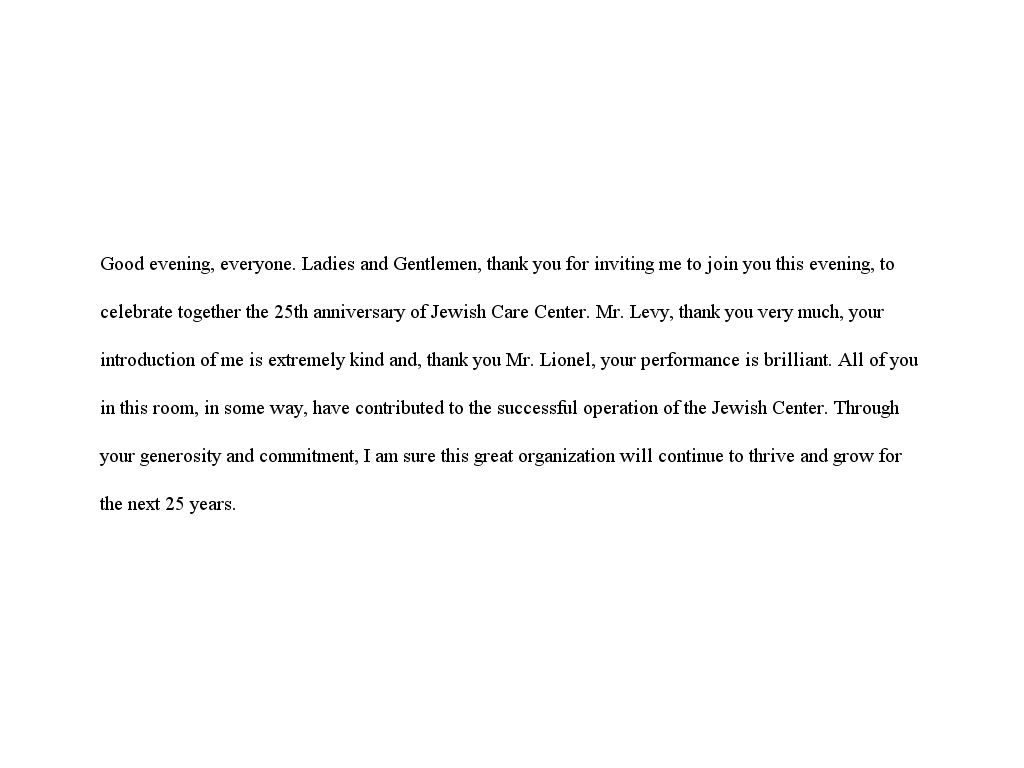 Good evening, everyone. Ladies and Gentlemen, thank you for inviting me to join you this evening, to
celebrate together the 25th anniversary of Jewish Care Center. Mr. Levy, thank you very much, your
introduction of me is extremely kind and, thank you Mr. Lionel, your performance is brilliant. All of you
in this room, in some way, have contributed to the successful operation of the Jewish Center. Through
your generosity and commitment, I am sure this great organization will continue to thrive and grow for
the next 25 years.